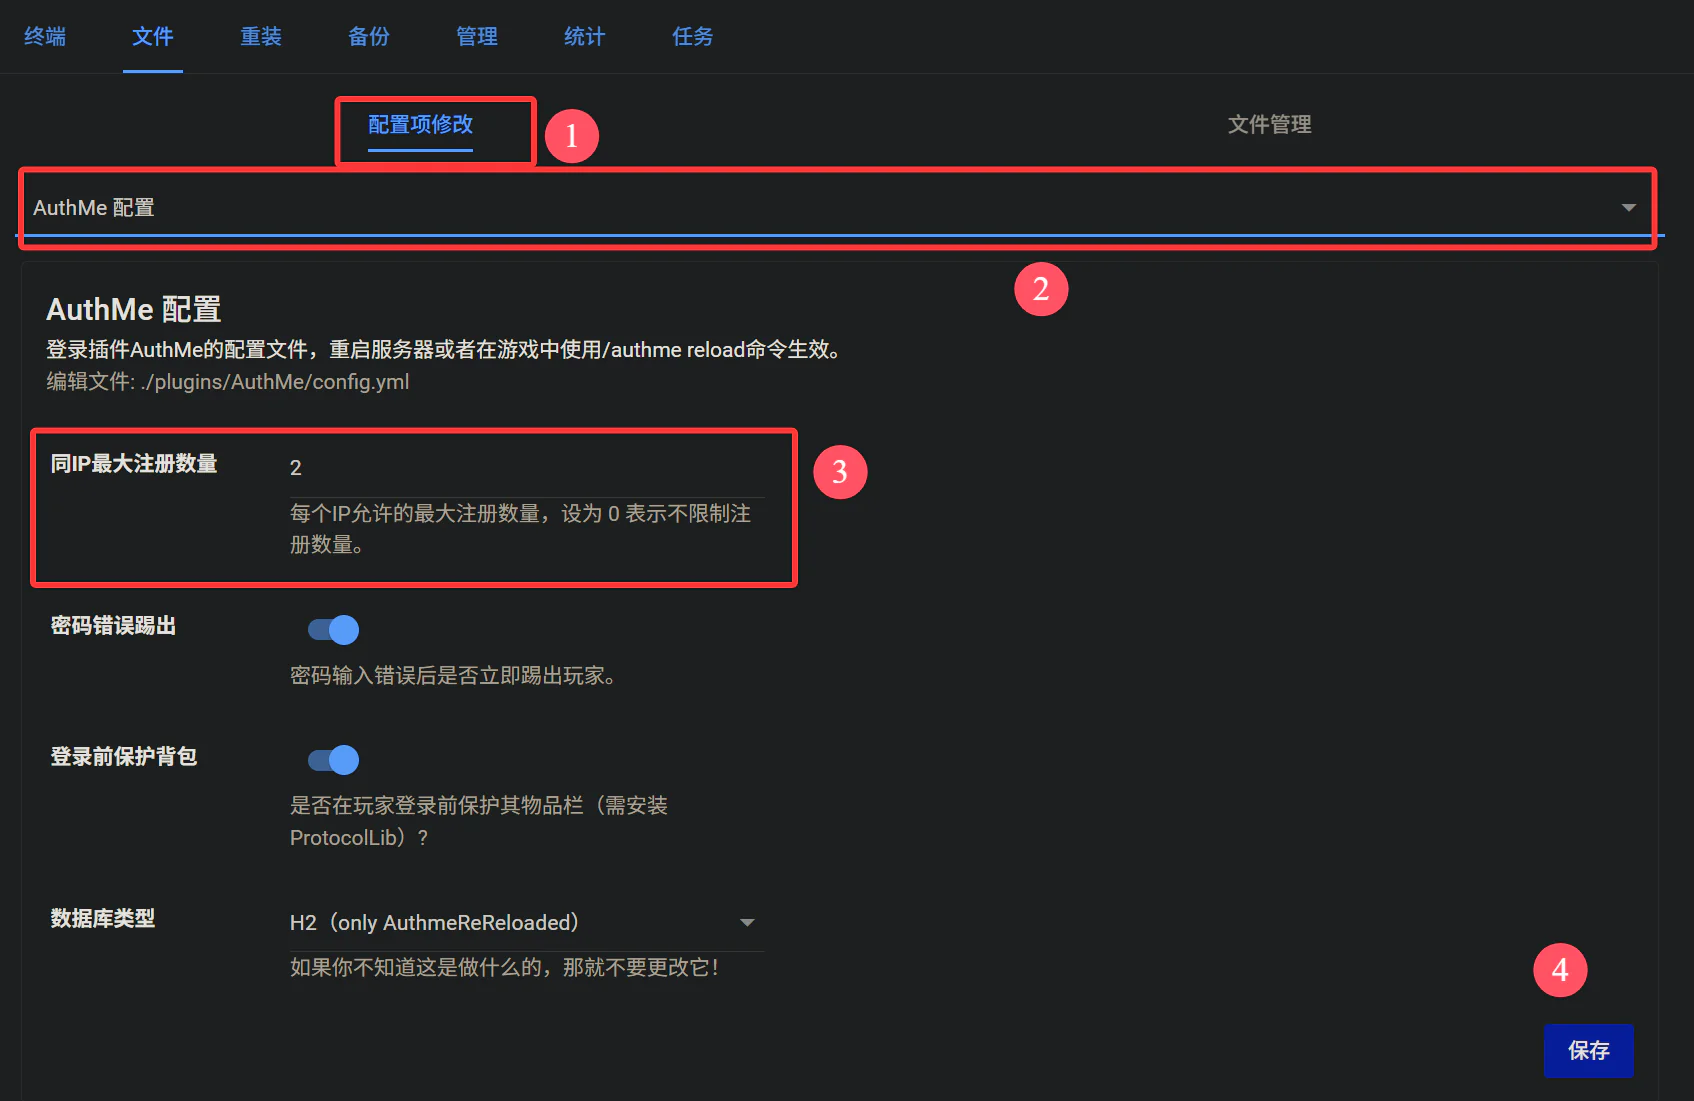 终端 文件 重装 备份 管理 统计 任务
配置项修改 1 文件管理
AuthMe 配置
2
AuthMe 配置
登录插件AuthMe的配置文件，重启服务器或者在游戏中使用/authme reload命令生效。
编辑文件: ./plugins/AuthMe/config.yml
同IP最大注册数量 2 3
每个IP允许的最大注册数量，设为 0 表示不限制注
册数量。
密码错误踢出
密码输入错误后是否立即踢出玩家。
登录前保护背包
是否在玩家登录前保护其物品栏（需安装
ProtocolLib）？
数据库类型 H2（only AuthmeReReloaded）
如果你不知道这是做什么的，那就不要更改它！
4
保存